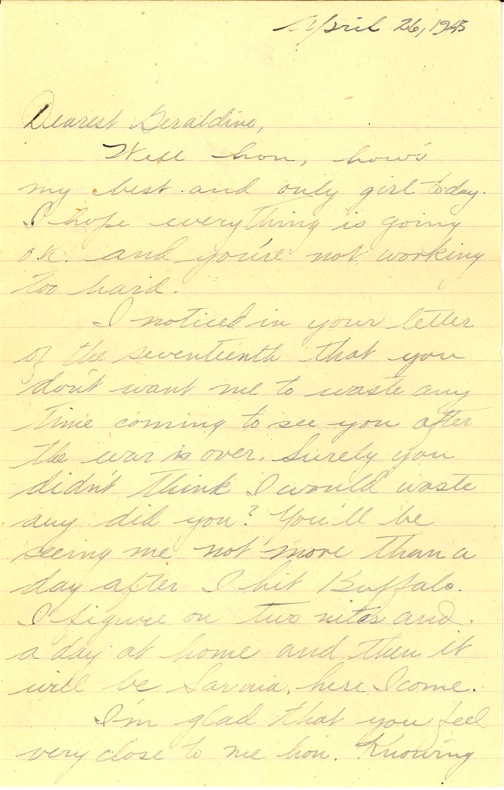 April 26, 1945
Dearest Geraldine,
Well hon, how's
my best and only girl today.
I hope everything is going
o.k. and you're not working
too hard.
I noticed in your letter
of the seventeenth that you
don't want me to waste any
time coming to see you after
the war is over. Surely you
didn't think I would waste
any did you? You'll be
seeing me not more than a
day after I hit Buffalo.
I figure on two nites and
a day at home and then it
will be Sarnia, here I come.
I'm glad that you feel
very close to me hon. Knowing